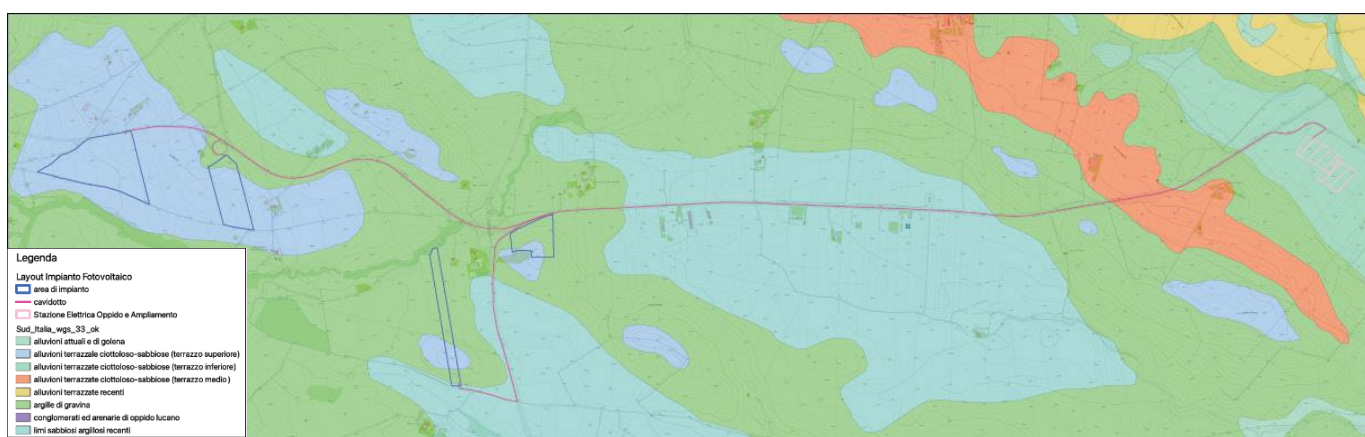 Legenda
Layout Impianto Fotovoltaico
area di impianto
cavidotto
Stazione Elettrica Oppido e Ampliamento
Sud_Italia_wgs_33_ok
alluvioni attuali e di golena
alluvioni terrazzale ciottoloso-sabbiose (terrazzo superiore)
alluvioni terrazzate ciottoloso-sabbiose (terrazzo inferiore)
alluvioni terrazzate ciottoloso-sabbiose (terrazzo medio )
alluvioni terrazzate recenti
argille di gravina
conglomerati ed arenarie di oppido lucano
limi sabbiosi argillosi recenti